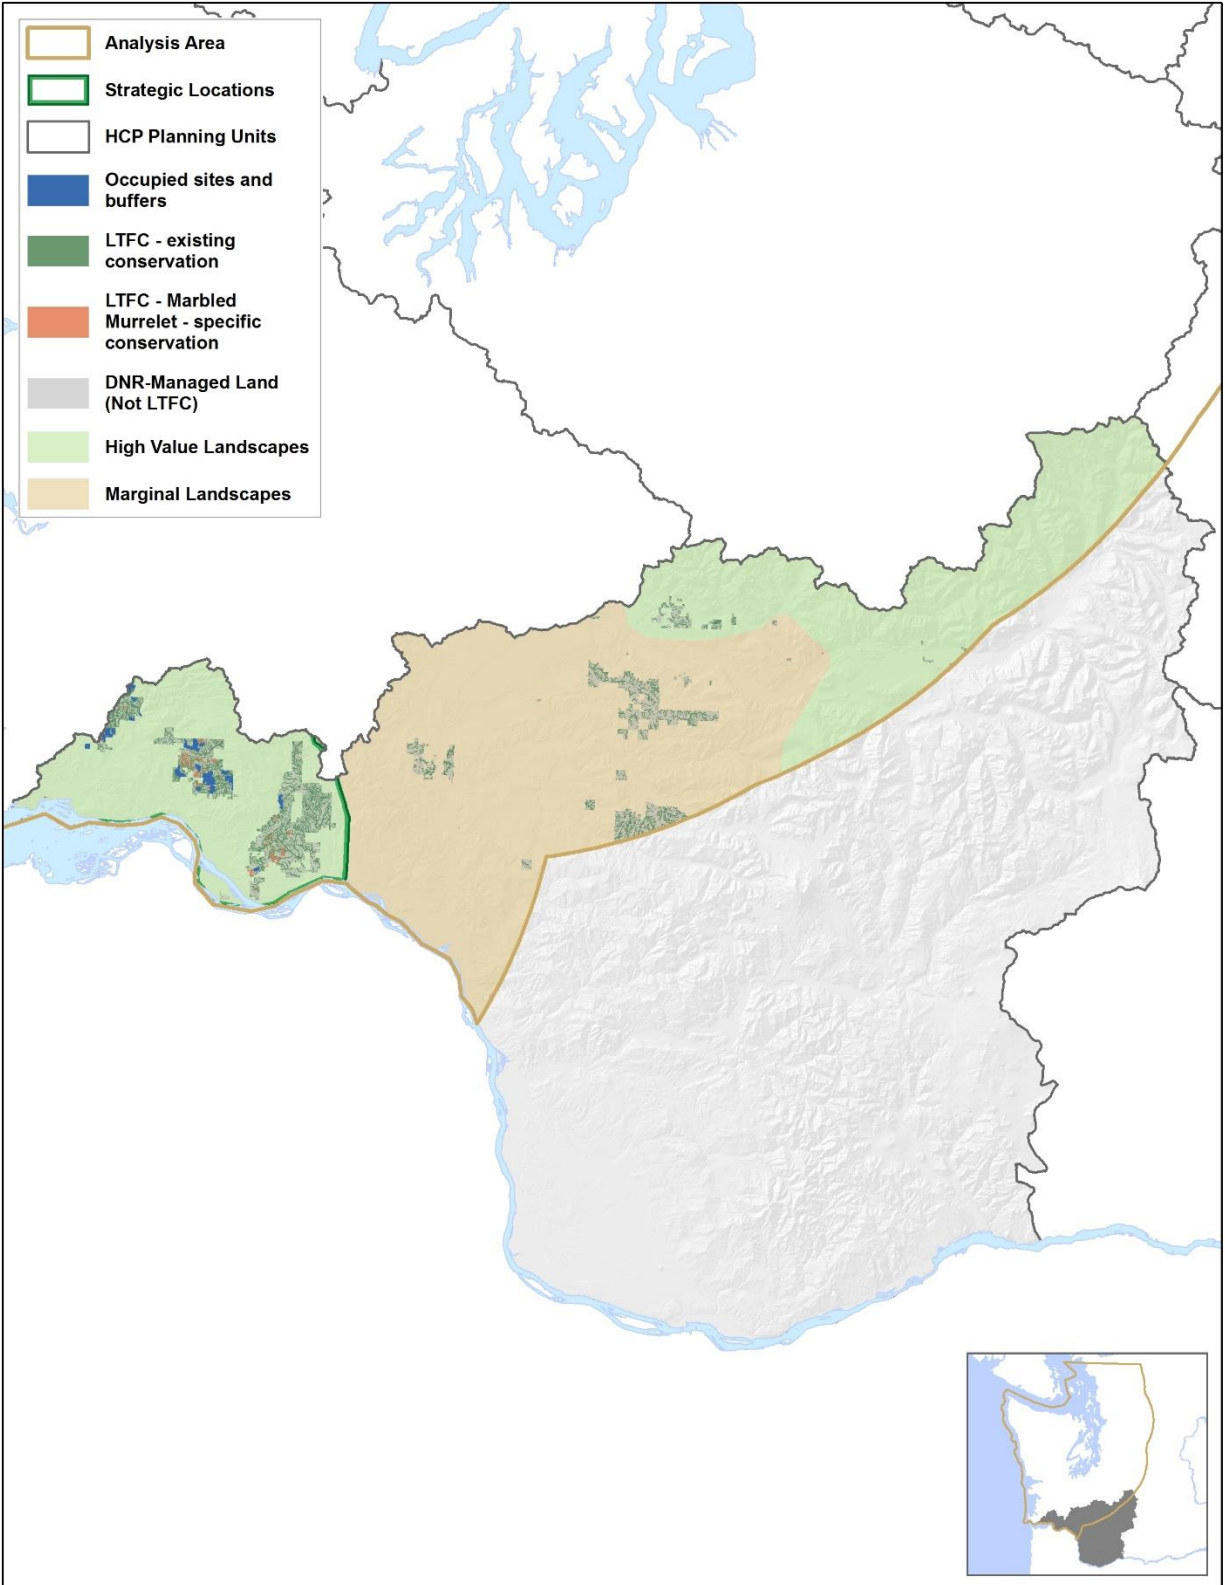 Analysis Area
Strategic Locations
HCP Planning Units
Occupied sites and
buffers
LTFC - existing
conservation
LTFC - Marbled
Murrelet - specific
conservation
DNR-Managed Land
(Not LTFC)
High Value Landscapes
Marginal Landscapes